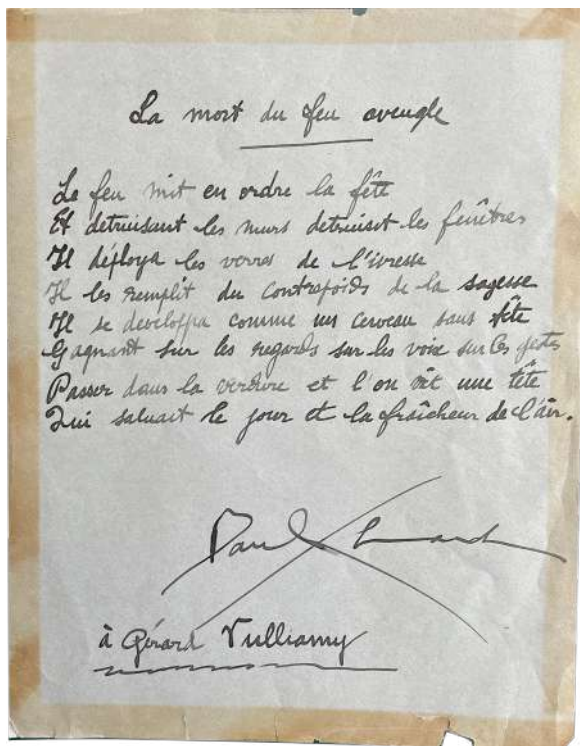 La mort du feu aveugle
Le feu mit en ordre la fête
Et détruisant les murs détruisit les fenêtres
Il déploya les verres de l'ivresse
Il les remplit du contrepoids de la sagesse
Il se développa comme un cerveau sans tête
Gagnant sur les regards sur les voix sur les gestes
Passer dans la verdure et l'on vit une tête
Qui saluait le jour et la fraîcheur de l'air.
Paul Eluard
à Gérard Vulliamy